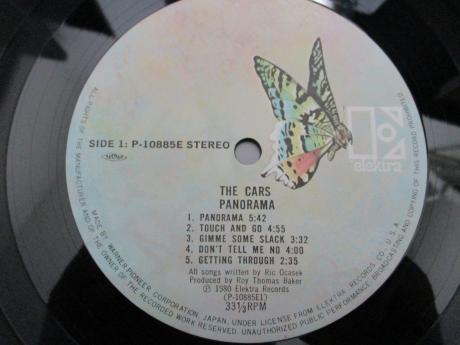 SIDE 1: P-10885E STEREO
elektra
THE CARS
PANORAMA
1. PANORAMA 5:42
2. TOUCH AND GO 4:55
3. GIMME SOME SLACK 3:32
4. DON'T TELL ME NO 4:00
5. GETTING THROUGH 2:35
All songs written by Ric Ocasek
Produced by Roy Thomas Baker
Ⓟ 1980 Elektra Records
(P-10885E1)
33⅓RPM
MADE BY WARNER-PIONEER CORPORATION, JAPAN, UNDER LICENSE FROM ELEKTRA RECORDS CO., U.S.A.
ALL RIGHTS OF THE MANUFACTURER AND OF THE OWNER OF THE RECORDED WORK RESERVED. UNAUTHORIZED PUBLIC PERFORMANCE, BROADCASTING AND COPYING OF THIS RECORD PROHIBITED.